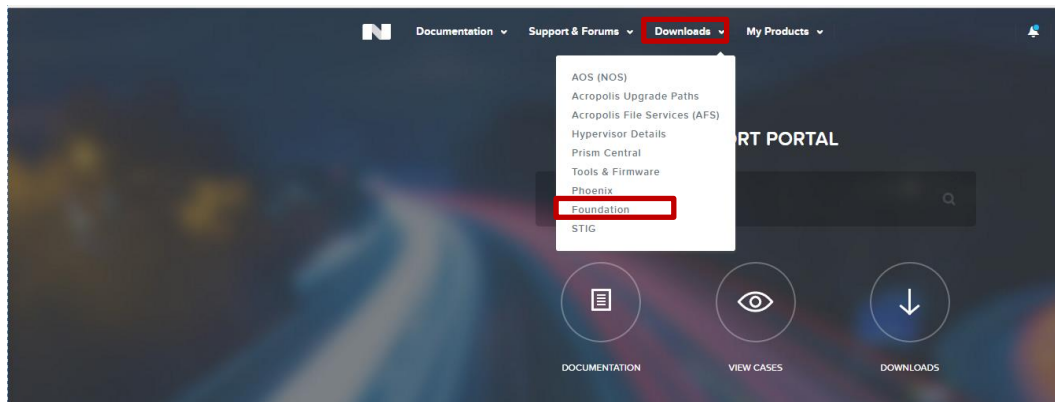 Documentation Support & Forums Downloads My Products
AOS (NOS)
Acropolis Upgrade Paths
Acropolis File Services (AFS)
Hypervisor Details
Prism Central
Tools & Firmware
Phoenix
Foundation
STIG
RT PORTAL
DOCUMENTATION VIEW CASES DOWNLOADS